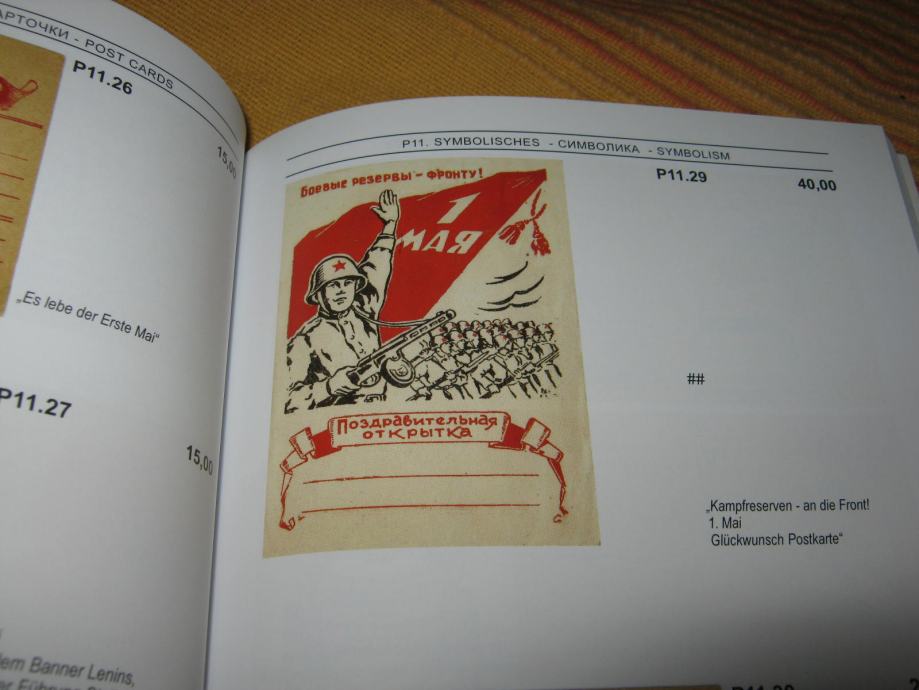 АРТОЧКИ - POST CARDS
P11.26
15,00
„Es lebe der Erste Mai“
P11.27
15,00
dem Banner Lenins,
P11. SYMBOLISCHES - СИМВОЛИКА - SYMBOLISM
P11.29
40,00
Боевые резервы - фронту!
1
МАЯ
Поздравительная
открытка
##
„Kampfreserven - an die Front!
1. Mai
Glückwunsch Postkarte“